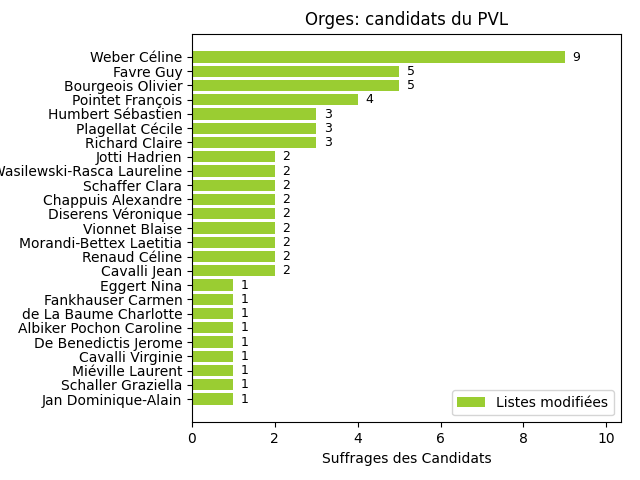 Orges: candidats du PVL
Weber Céline 9
Favre Guy 5
Bourgeois Olivier 5
Pointet François 4
Humbert Sébastien 3
Plagellat Cécile 3
Richard Claire 3
Jotti Hadrien 2
Wasilewski-Rasca Laureline 2
Schaffer Clara 2
Chappuis Alexandre 2
Diserens Véronique 2
Vionnet Blaise 2
Morandi-Bettex Laetitia 2
Renaud Céline 2
Cavalli Jean 2
Eggert Nina 1
Fankhauser Carmen 1
de La Baume Charlotte 1
Albiker Pochon Caroline 1
De Benedictis Jerome 1
Cavalli Virginie 1
Miéville Laurent 1
Schaller Graziella 1
Jan Dominique-Alain 1
Listes modifiées
0 2 4 6 8 10
Suffrages des Candidats